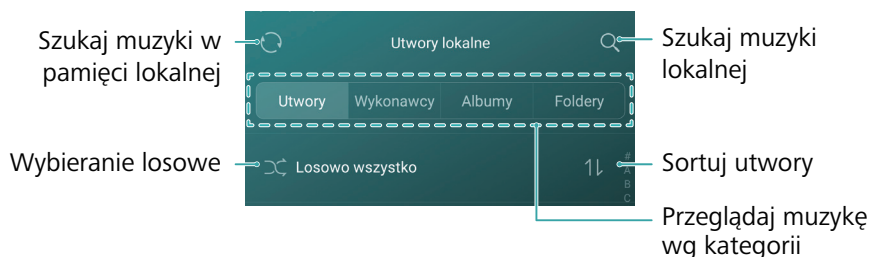 Szukaj muzyki w
pamięci lokalnej
Utwory lokalne
Szukaj muzyki
lokalnej
Utwory Wykonawcy Albumy Foldery
Wybieranie losowe
Losowo wszystko
#
A
B
C
Sortuj utwory
Przeglądaj muzykę
wg kategorii